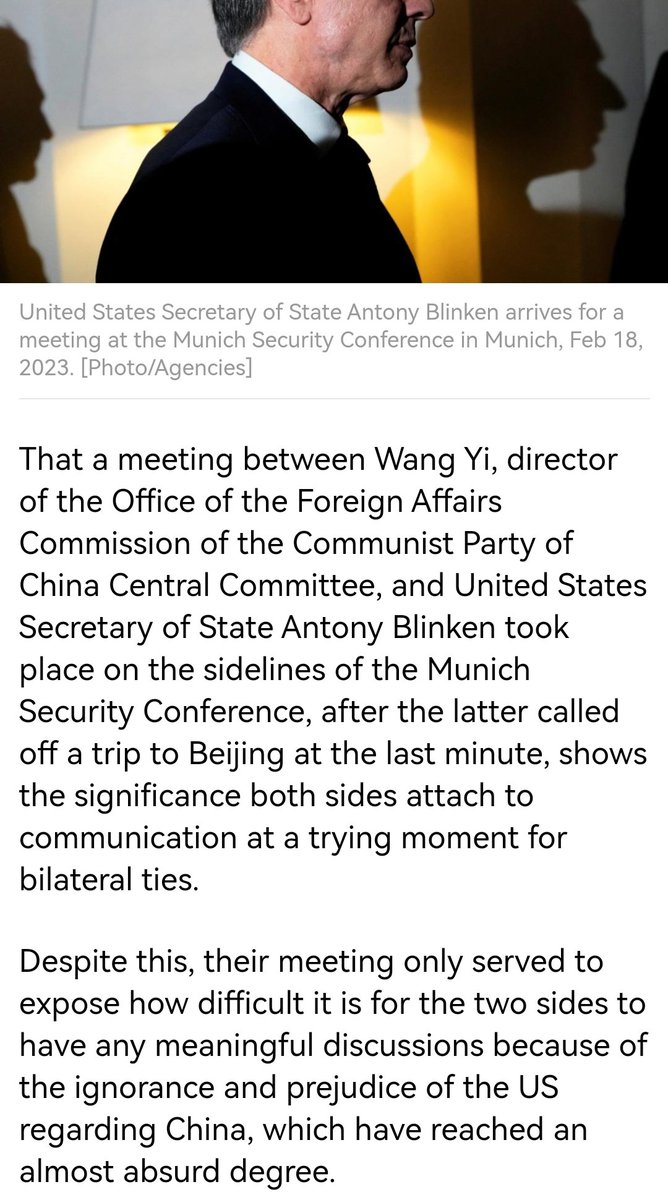 United States Secretary of State Antony Blinken arrives for a
meeting at the Munich Security Conference in Munich, Feb 18,
2023. [Photo/Agencies]
That a meeting between Wang Yi, director
of the Office of the Foreign Affairs
Commission of the Communist Party of
China Central Committee, and United States
Secretary of State Antony Blinken took
place on the sidelines of the Munich
Security Conference, after the latter called
off a trip to Beijing at the last minute, shows
the significance both sides attach to
communication at a trying moment for
bilateral ties.
Despite this, their meeting only served to
expose how difficult it is for the two sides to
have any meaningful discussions because of
the ignorance and prejudice of the US
regarding China, which have reached an
almost absurd degree.